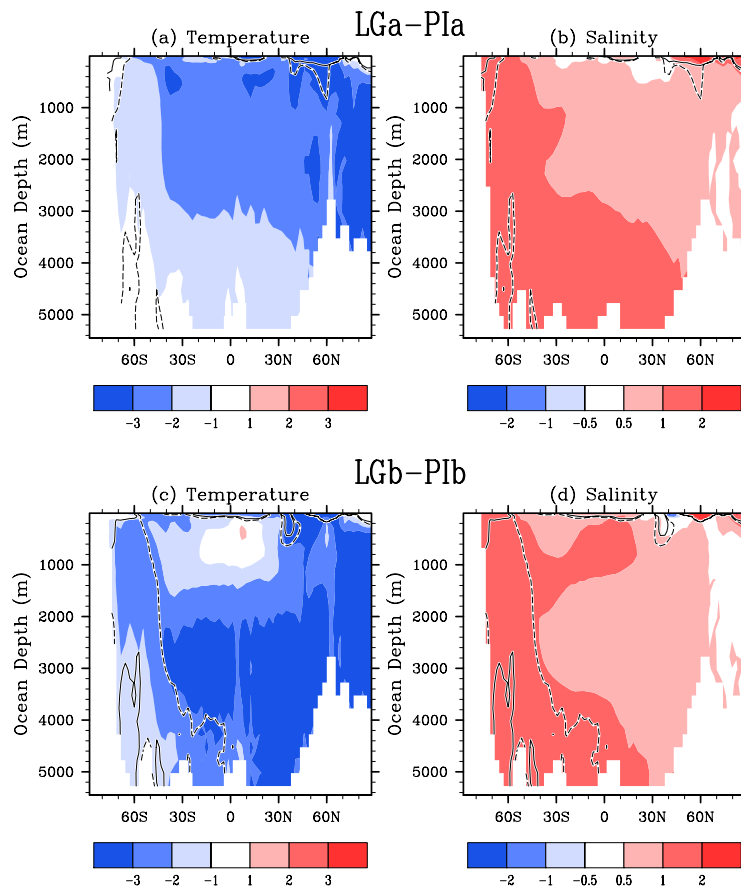 LGa-PIa
(a) Temperature
(b) Salinity
Ocean Depth (m)
1000
2000
3000
4000
5000
60S 30S 0 30N 60N
-3 -2 -1 1 2 3
Ocean Depth (m)
1000
2000
3000
4000
5000
60S 30S 0 30N 60N
-2 -1 -0.5 0.5 1 2
LGb-PIb
(c) Temperature
(d) Salinity
Ocean Depth (m)
1000
2000
3000
4000
5000
60S 30S 0 30N 60N
-3 -2 -1 1 2 3
Ocean Depth (m)
1000
2000
3000
4000
5000
60S 30S 0 30N 60N
-2 -1 -0.5 0.5 1 2